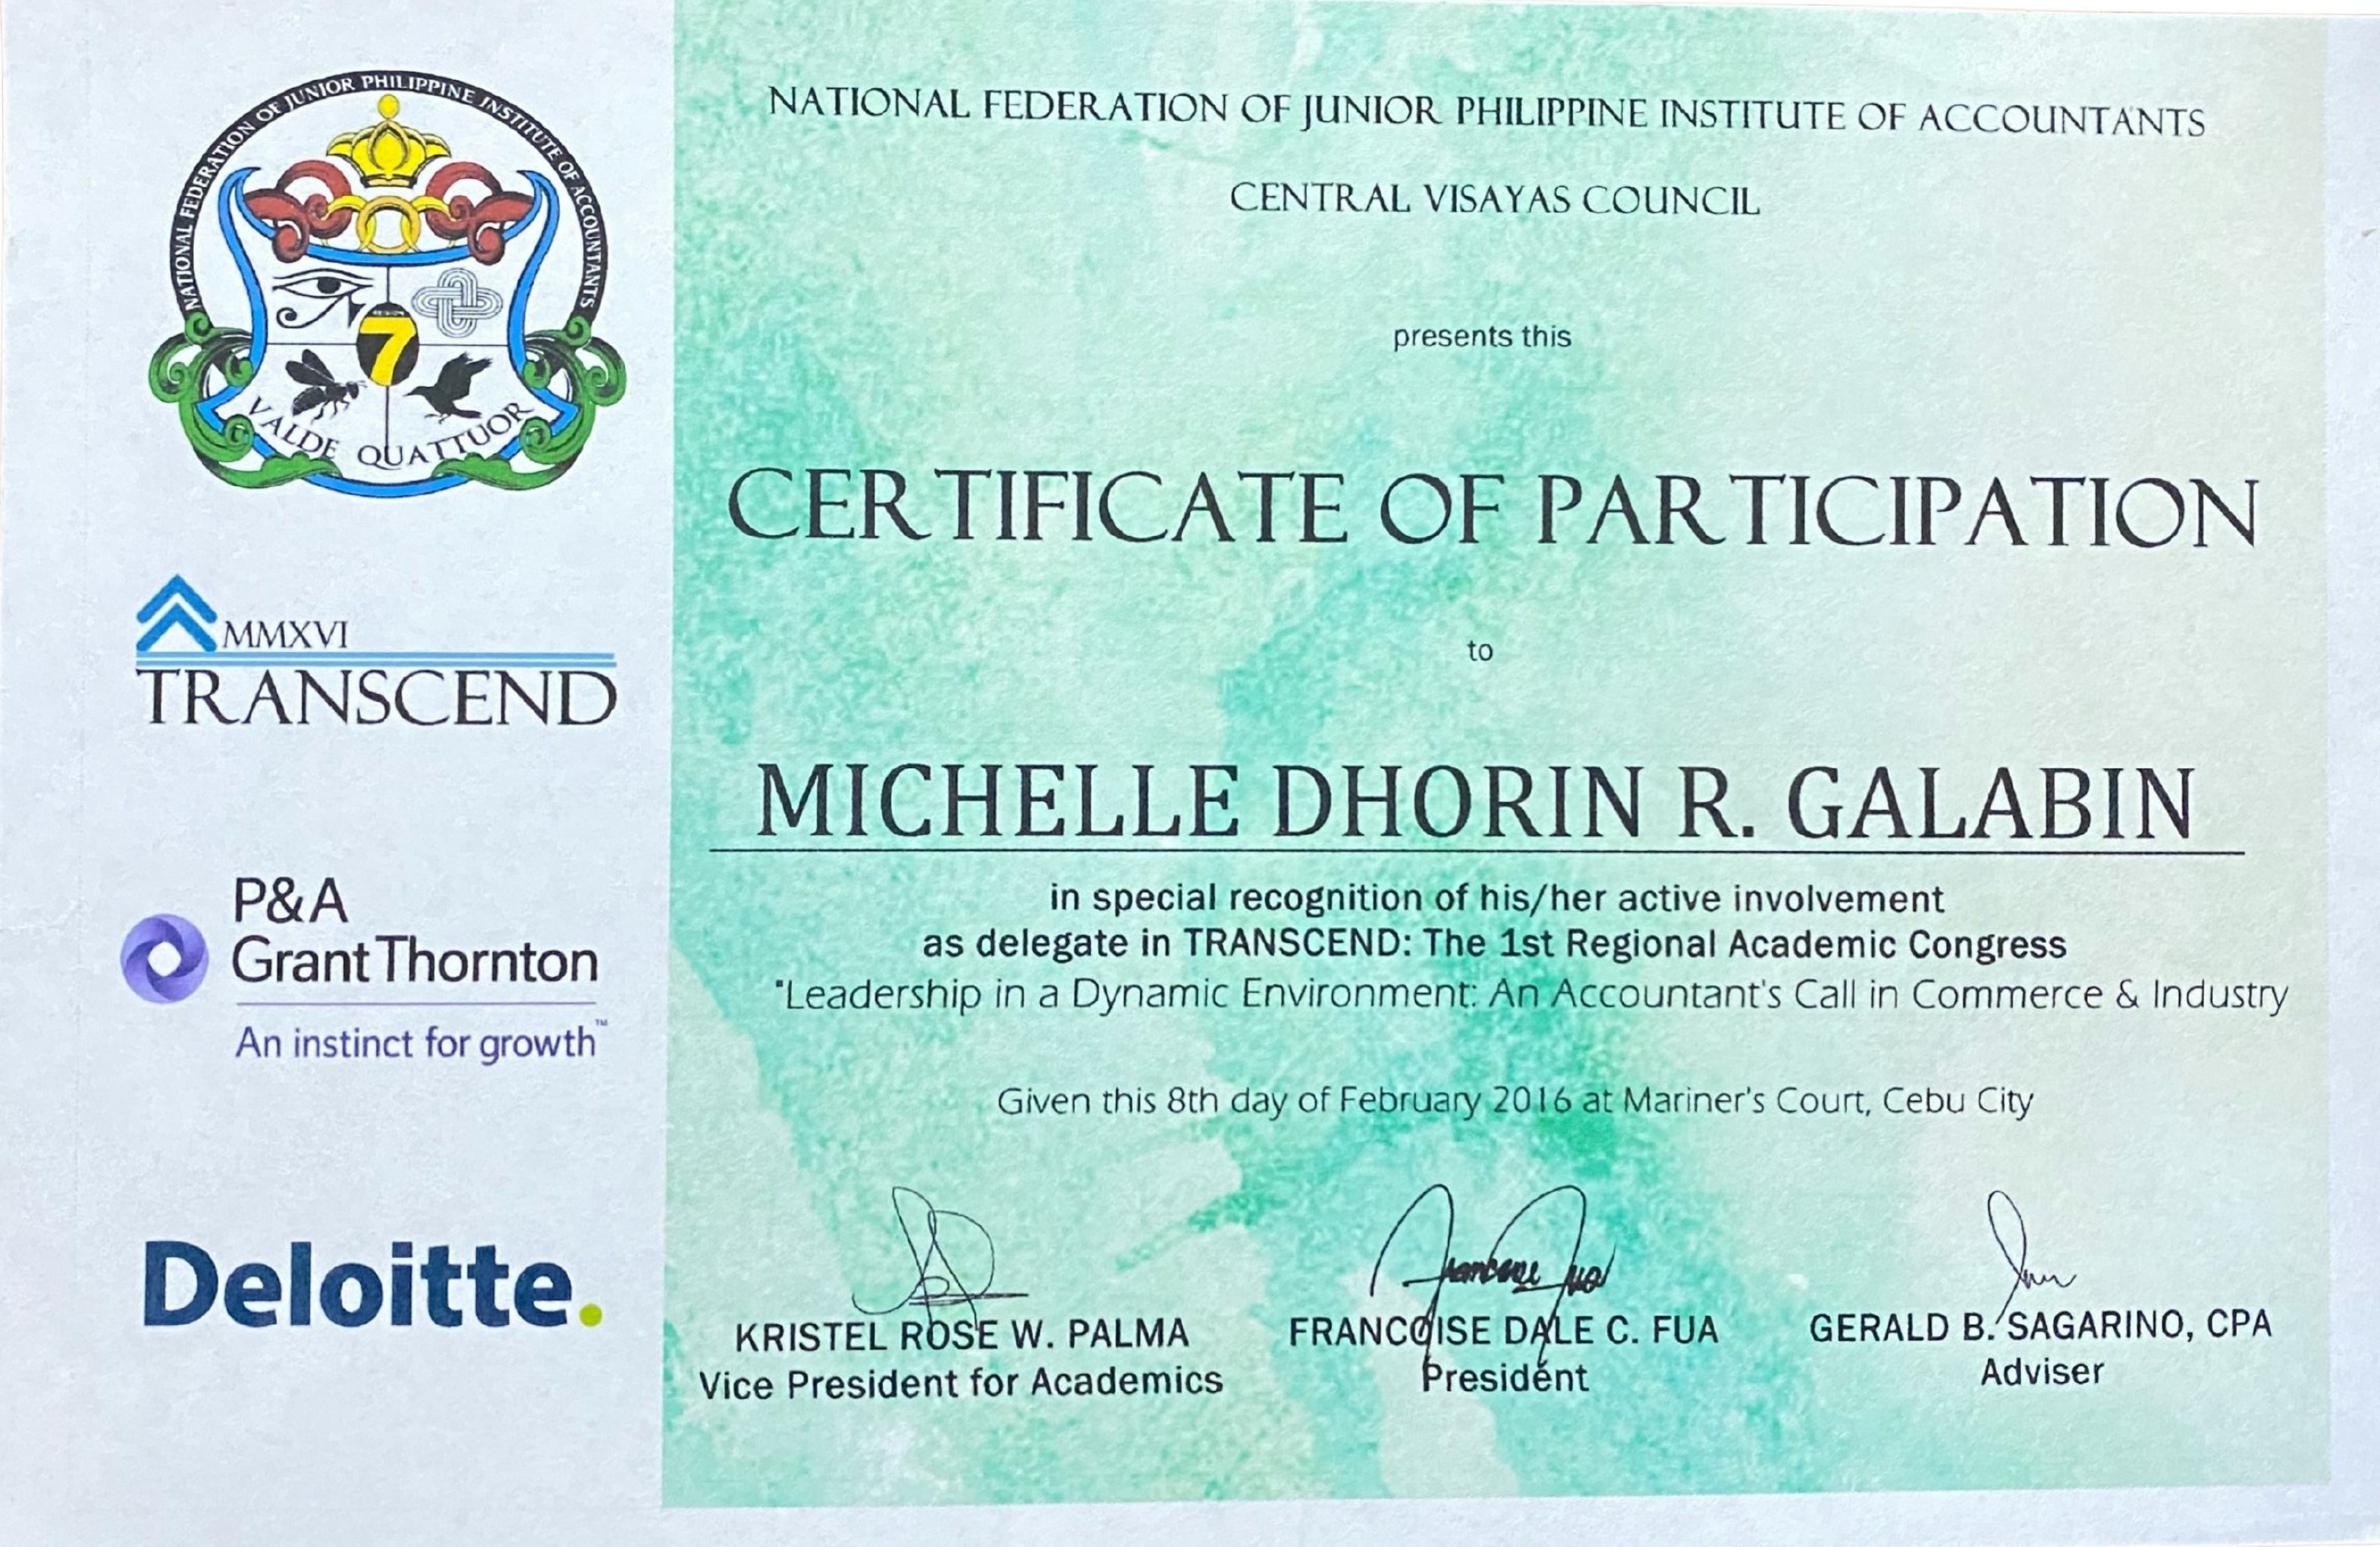 NATIONAL FEDERATION OF JUNIOR PHILIPPINE INSTITUTE OF ACCOUNTANTS
REGION
7
VALDE QUATTUOR
MMXVI
TRANSCEND
P&A
Grant Thornton
An instinct for growth™
Deloitte.
NATIONAL FEDERATION OF JUNIOR PHILIPPINE INSTITUTE OF ACCOUNTANTS
CENTRAL VISAYAS COUNCIL
presents this
CERTIFICATE OF PARTICIPATION
to
MICHELLE DHORIN R. GALABIN
in special recognition of his/her active involvement
as delegate in TRANSCEND: The 1st Regional Academic Congress
"Leadership in a Dynamic Environment: An Accountant's Call in Commerce & Industry
Given this 8th day of February 2016 at Mariner's Court, Cebu City
KRISTEL ROSE W. PALMA
Vice President for Academics
FRANCOISE DALE C. FUA
President
GERALD B. SAGARINO, CPA
Adviser